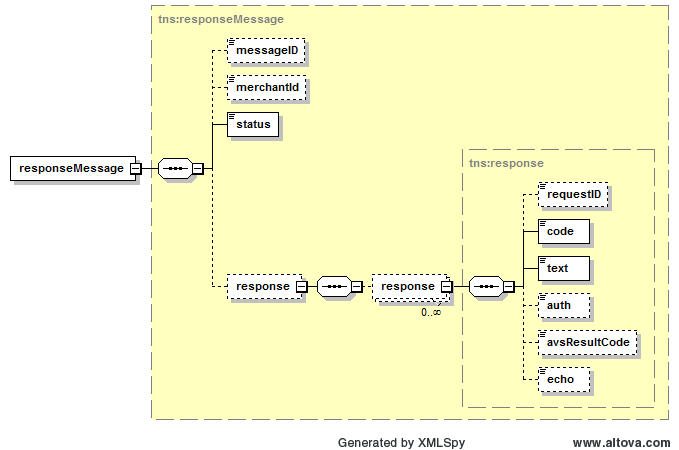 tns:responseMessage
messageID
merchantId
status
responseMessage
tns:response
requestID
code
text
response
response
0..∞
auth
avsResultCode
echo
Generated by XMLSpy
www.altova.com